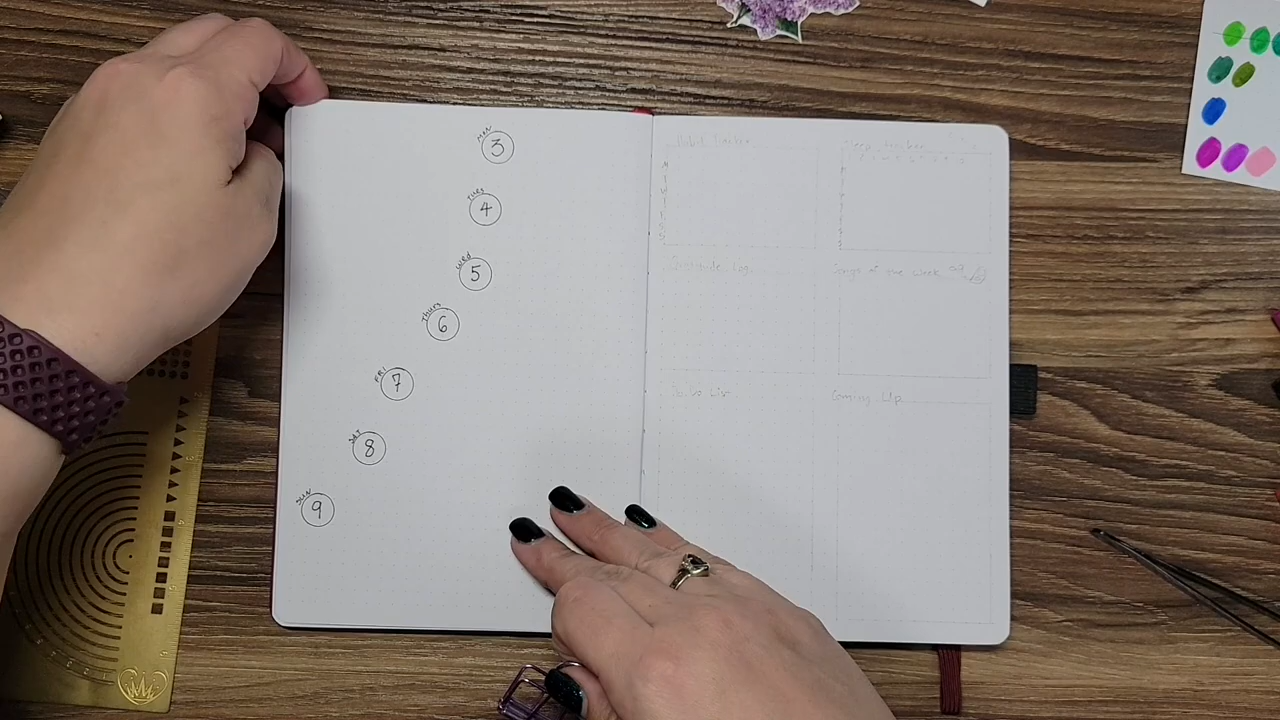 MON
3
TUES
4
WED
5
Thurs
6
FRI
7
SAT
8
SUN
9
Habit Tracker
Sleep Tracker
Gratitude Log
Songs of the week
To Do List
Coming Up